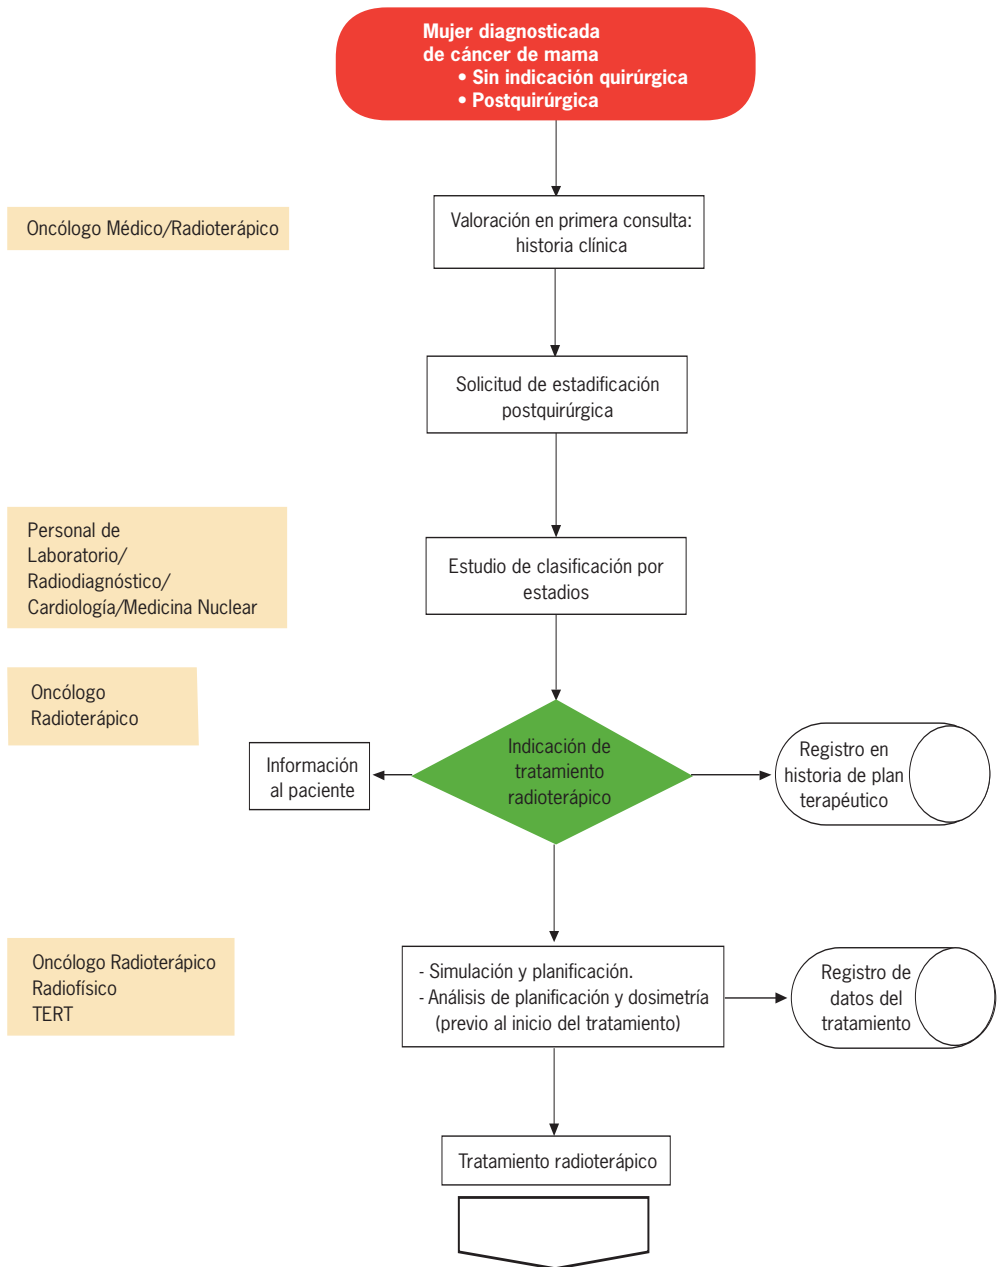 Mujer diagnosticada
de cáncer de mama
• Sin indicación quirúrgica
• Postquirúrgica
Oncólogo Médico/Radioterápico
Valoración en primera consulta:
historia clínica
Solicitud de estadificación
postquirúrgica
Personal de
Laboratorio/
Radiodiagnóstico/
Cardiología/Medicina Nuclear
Estudio de clasificación por
estadios
Oncólogo
Radioterápico
Información
al paciente
Indicación de
tratamiento
radioterápico
Registro en
historia de plan
terapéutico
Oncólogo Radioterápico
Radiofísico
TERT
- Simulación y planificación.
- Análisis de planificación y dosimetría
(previo al inicio del tratamiento)
Registro de
datos del
tratamiento
Tratamiento radioterápico